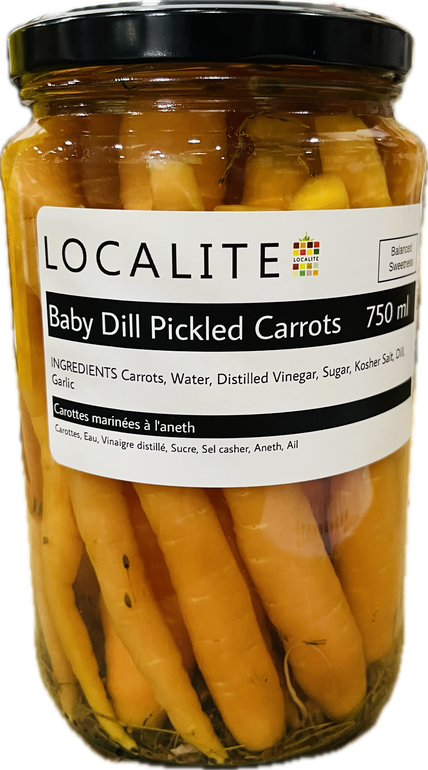 LOCALITE
LOCALITE
Balanced
Sweetness
Baby Dill Pickled Carrots 750 ml
INGREDIENTS Carrots, Water, Distilled Vinegar, Sugar, Kosher Salt, Dill,
Garlic
Carottes marinées à l'aneth
Carottes, Eau, Vinaigre distillé, Sucre, Sel casher, Aneth, Ail